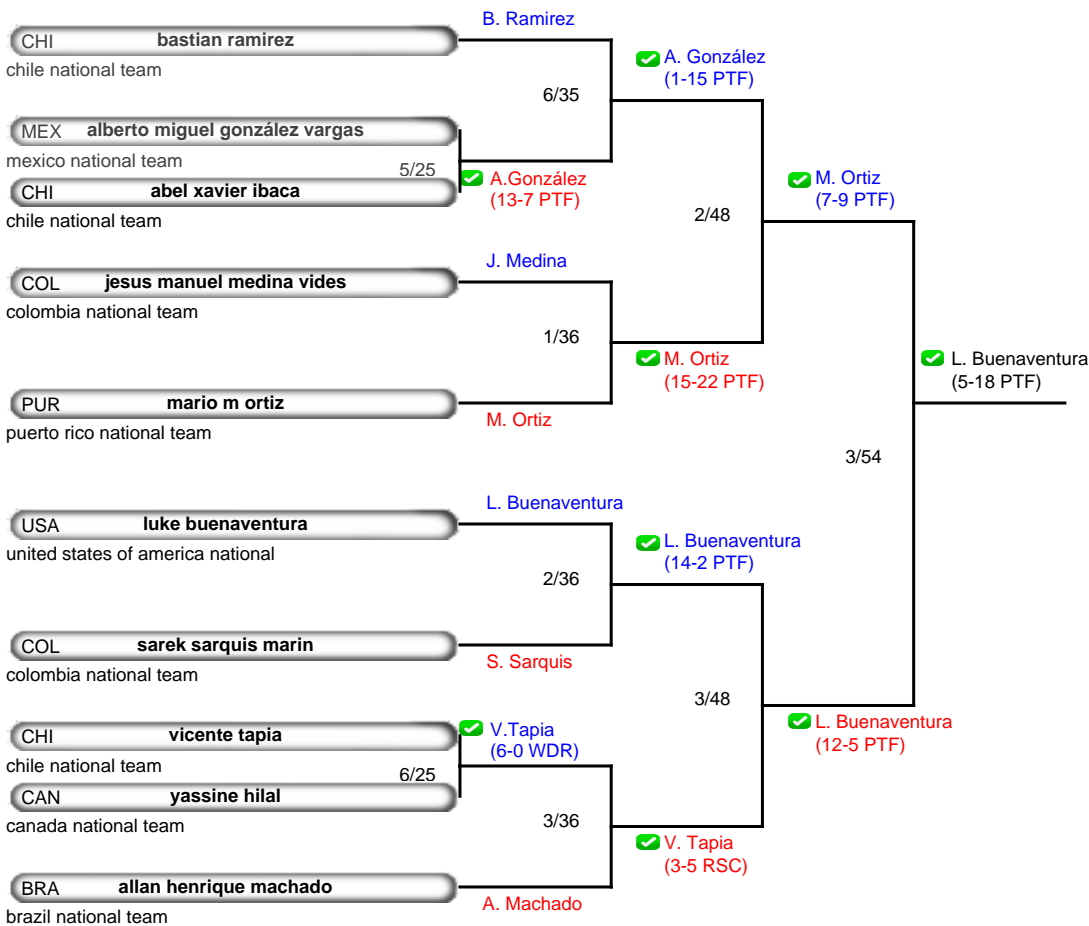 B. Ramirez
CHI bastian ramirez
chile national team
A. González
(1-15 PTF)
6/35
MEX alberto miguel gonzález vargas
mexico national team
5/25
A.González
(13-7 PTF)
CHI abel xavier ibaca
chile national team
M. Ortiz
(7-9 PTF)
2/48
J. Medina
COL jesus manuel medina vides
colombia national team
1/36
M. Ortiz
(15-22 PTF)
L. Buenaventura
(5-18 PTF)
PUR mario m ortiz
puerto rico national team
M. Ortiz
3/54
L. Buenaventura
USA luke buenaventura
united states of america national
L. Buenaventura
(14-2 PTF)
2/36
COL sarek sarquis marin
colombia national team
S. Sarquis
3/48
L. Buenaventura
(12-5 PTF)
CHI vicente tapia
chile national team
V.Tapia
(6-0 WDR)
6/25
CAN yassine hilal
canada national team
3/36
V. Tapia
(3-5 RSC)
BRA allan henrique machado
brazil national team
A. Machado